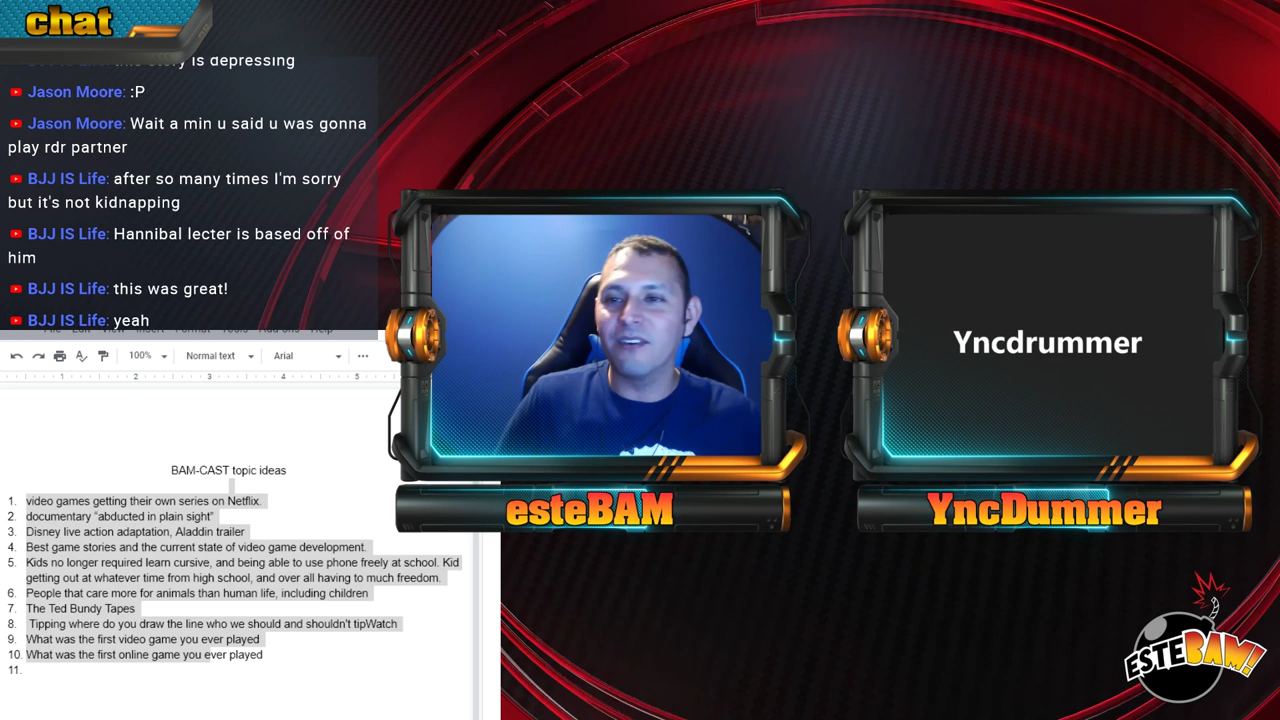 chat
this story is depressing
Jason Moore: :P
Jason Moore: Wait a min u said u was gonna
play rdr partner
BJJ IS Life: after so many times I'm sorry
but it's not kidnapping
BJJ IS Life: Hannibal lecter is based off of
him
BJJ IS Life: this was great!
BJJ IS Life: yeah
100%
Normal text
Arial
1 2 3 4 5
BAM-CAST topic ideas
1. video games getting their own series on Netflix.
2. documentary “abducted in plain sight”
3. Disney live action adaptation, Aladdin trailer
4. Best game stories and the current state of video game development.
5. Kids no longer required learn cursive, and being able to use phone freely at school. Kid
getting out at whatever time from high school, and over all having to much freedom.
6. People that care more for animals than human life, including children
7. The Ted Bundy Tapes
8. Tipping where do you draw the line who we should and shouldn't tipWatch
9. What was the first video game you ever played
10. What was the first online game you ever played
11.
esteBAM
Yncdrummer
YncDummer
ESTEBAM!